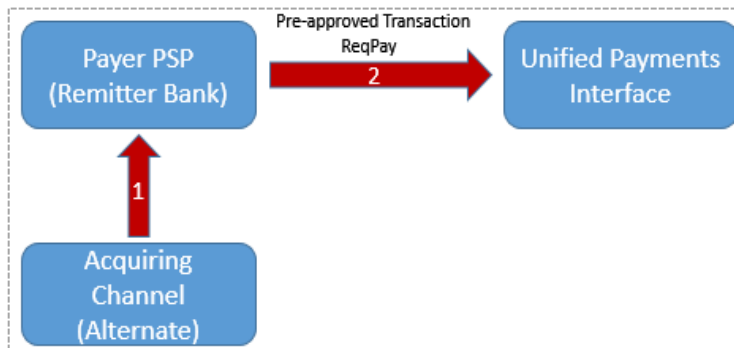 Pre-approved Transaction
ReqPay
Payer PSP
(Remitter Bank)
2
Unified Payments
Interface
1
Acquiring
Channel
(Alternate)